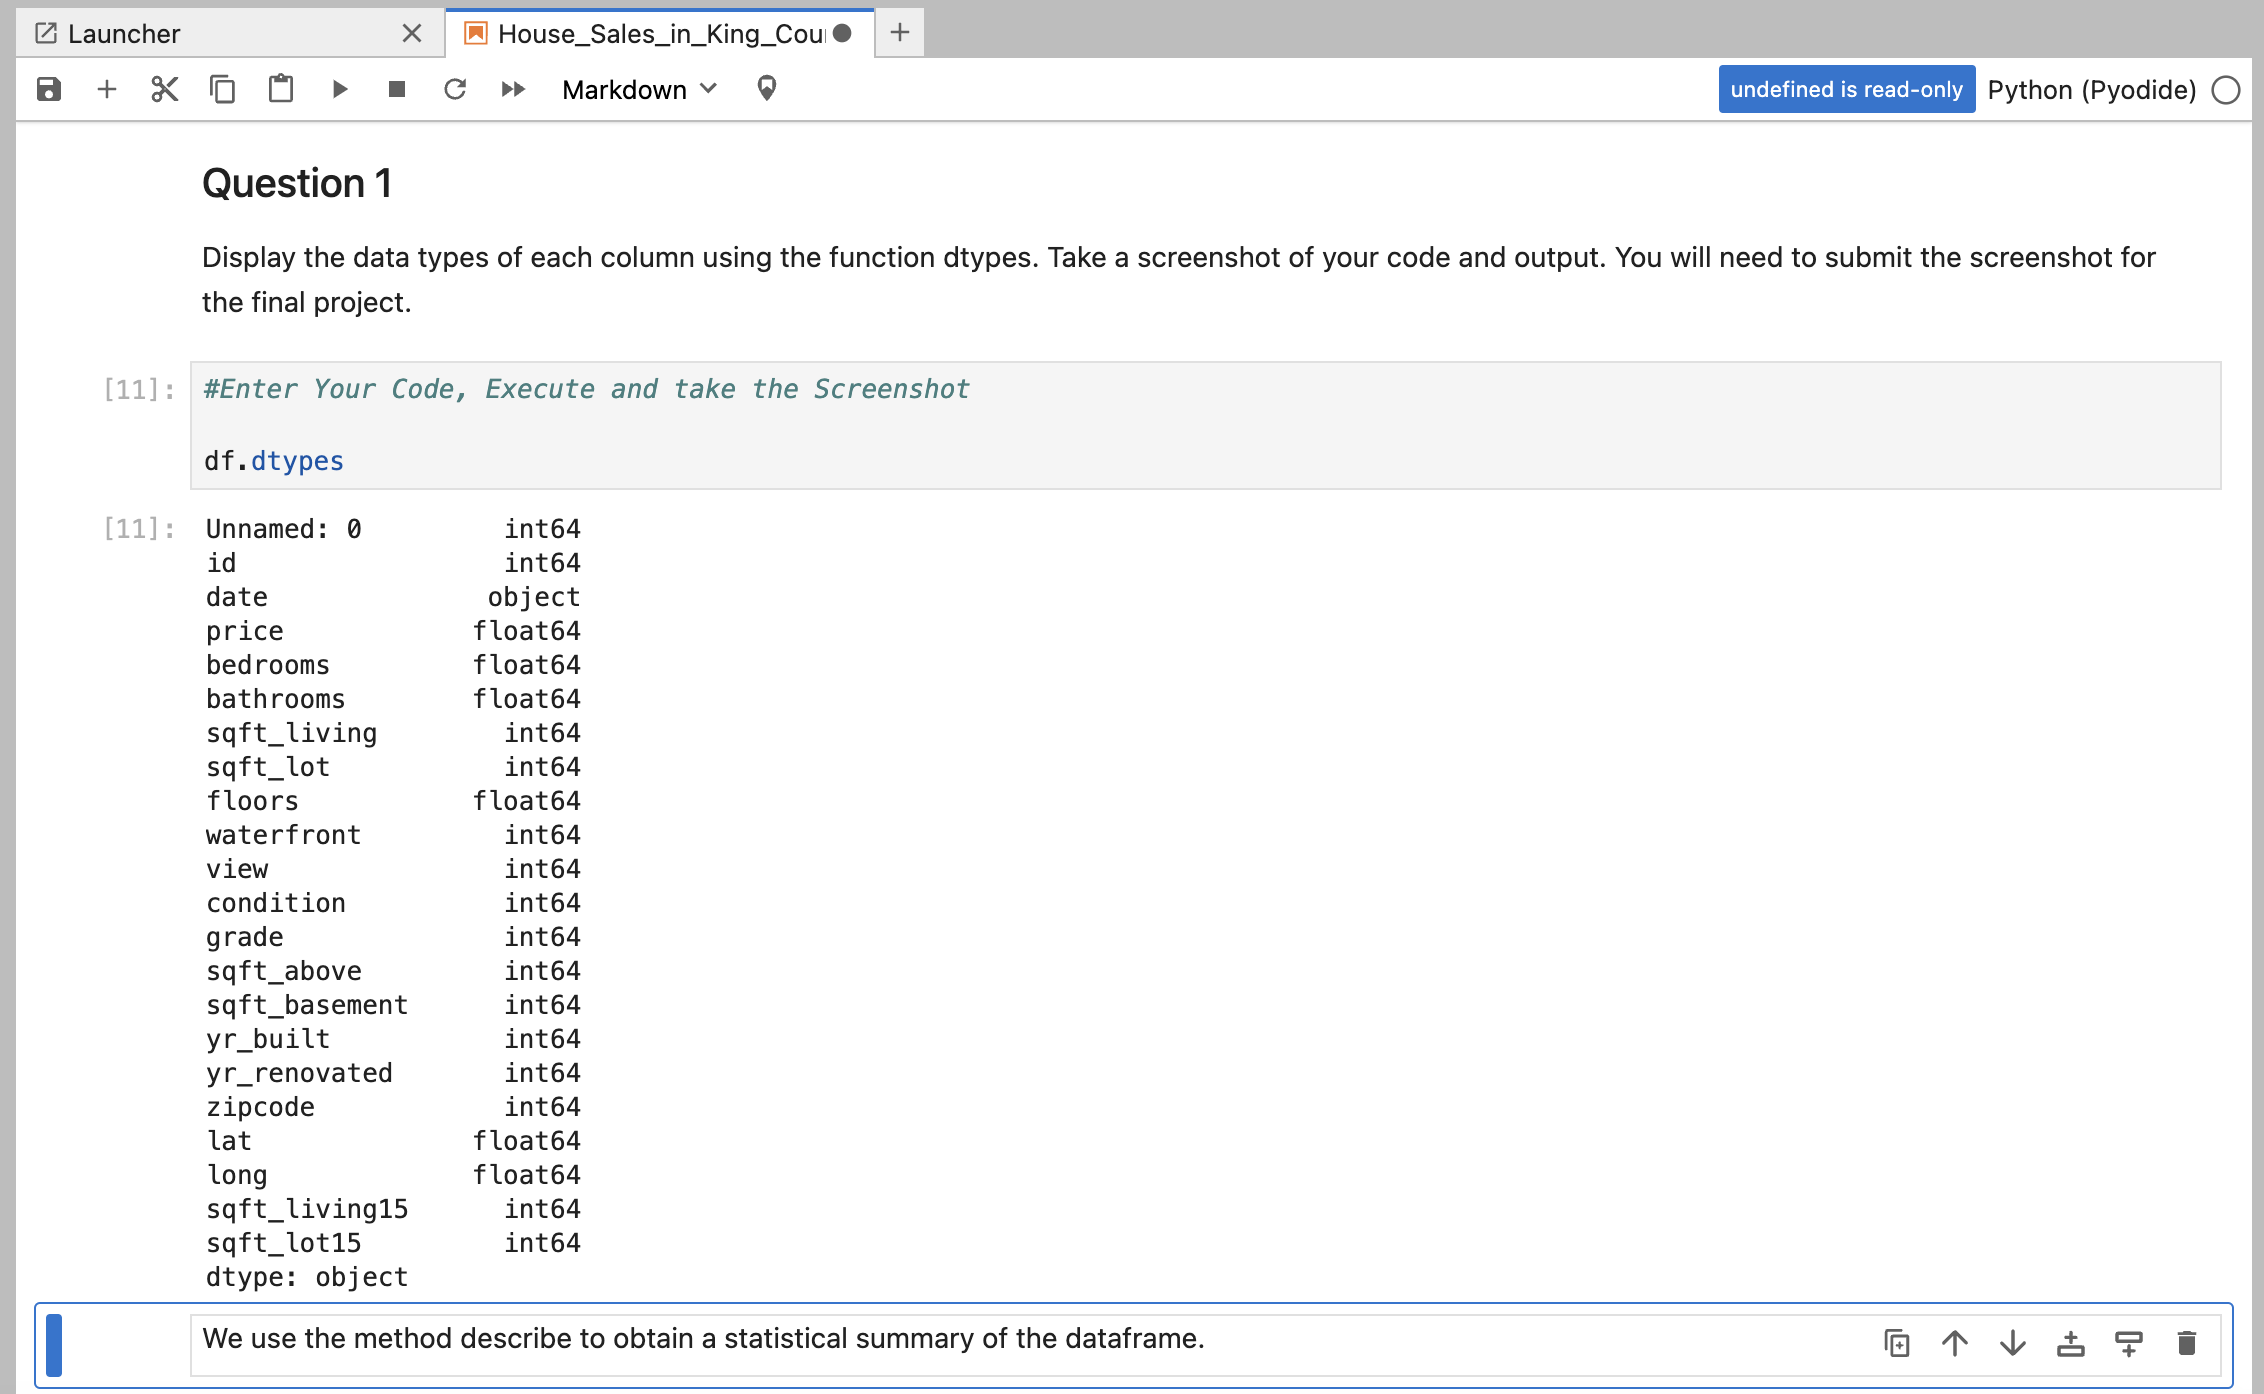 Launcher
House_Sales_in_King_Cou
Markdown
undefined is read-only
Python (Pyodide)
Question 1
Display the data types of each column using the function dtypes. Take a screenshot of your code and output. You will need to submit the screenshot for
the final project.
[11]:
#Enter Your Code, Execute and take the Screenshot
df.dtypes
[11]:
Unnamed: 0 int64
id int64
date object
price float64
bedrooms float64
bathrooms float64
sqft_living int64
sqft_lot int64
floors float64
waterfront int64
view int64
condition int64
grade int64
sqft_above int64
sqft_basement int64
yr_built int64
yr_renovated int64
zipcode int64
lat float64
long float64
sqft_living15 int64
sqft_lot15 int64
dtype: object
We use the method describe to obtain a statistical summary of the dataframe.